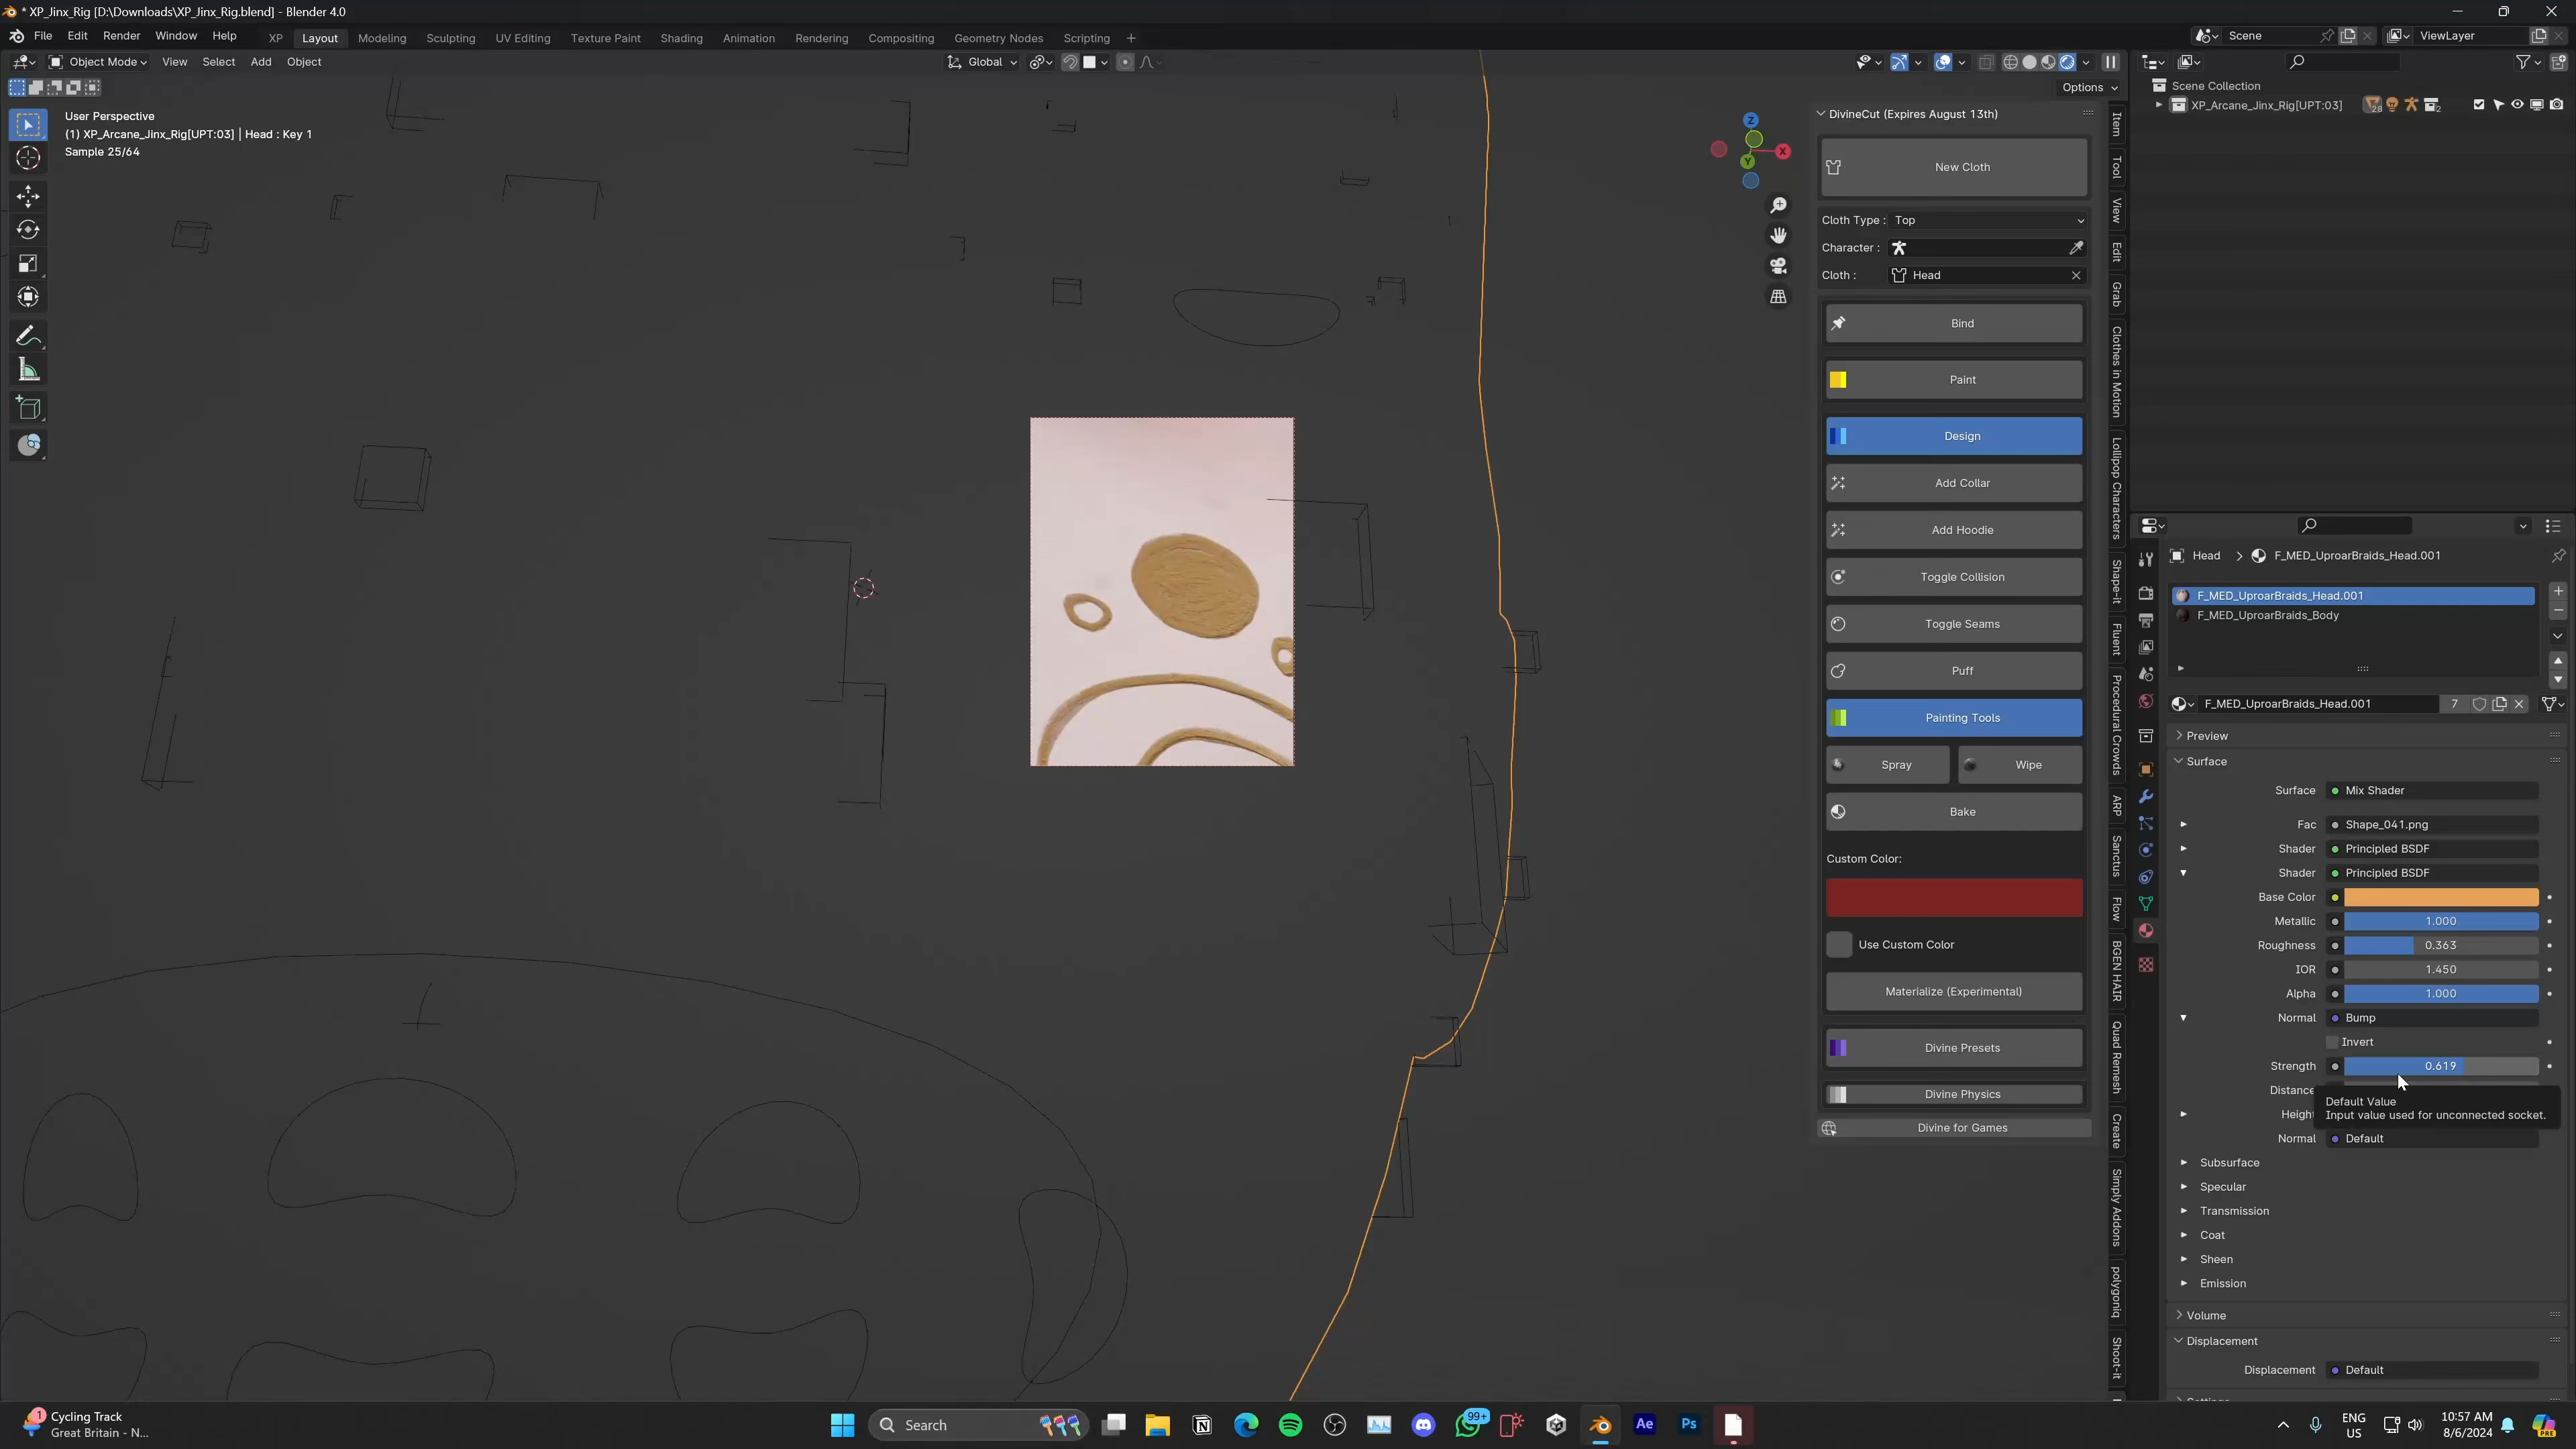 * XP_Jinx_Rig [D:\Downloads\XP_Jinx_Rig.blend] - Blender 4.0
File Edit Render Window Help
XP Layout Modeling Sculpting UV Editing Texture Paint Shading Animation Rendering Compositing Geometry Nodes Scripting +
Scene
ViewLayer
Object Mode View Select Add Object
Global
Options
User Perspective
(1) XP_Arcane_Jinx_Rig[UPT:03] | Head : Key 1
Sample 25/64
Z
X
Y
DivineCut (Expires August 13th)
New Cloth
Cloth Type : Top
Character :
Cloth : Head
Bind
Paint
Design
Add Collar
Add Hoodie
Toggle Collision
Toggle Seams
Puff
Painting Tools
Spray Wipe
Bake
Custom Color:
Use Custom Color
Materialize (Experimental)
Divine Presets
Divine Physics
Divine for Games
Item
Tool
View
Edit
Grab
Clothes in Motion
Lollipop Characters
Shape-it
Fluent
Procedural Crowds
ARP
Sanctus
Flow
BGEN HAIR
Quad Remesh
Create
Simply Addons
polygoniq
Shoot-it
Scene Collection
XP_Arcane_Jinx_Rig[UPT:03] 28 2
Head > F_MED_UproarBraids_Head.001
F_MED_UproarBraids_Head.001
F_MED_UproarBraids_Body
F_MED_UproarBraids_Head.001 7
Preview
Surface
Surface Mix Shader
Fac Shape_041.png
Shader Principled BSDF
Shader Principled BSDF
Base Color
Metallic 1.000
Roughness 0.363
IOR 1.450
Alpha 1.000
Normal Bump
Invert
Strength 0.619
Distance
Default Value
Input value used for unconnected socket.
Height
Normal Default
Subsurface
Specular
Transmission
Coat
Sheen
Emission
Volume
Displacement
Displacement Default
1
Cycling Track
Great Britain - N...
Search
99+
Ae
Ps
ENG
US
10:57 AM
8/6/2024
PRE